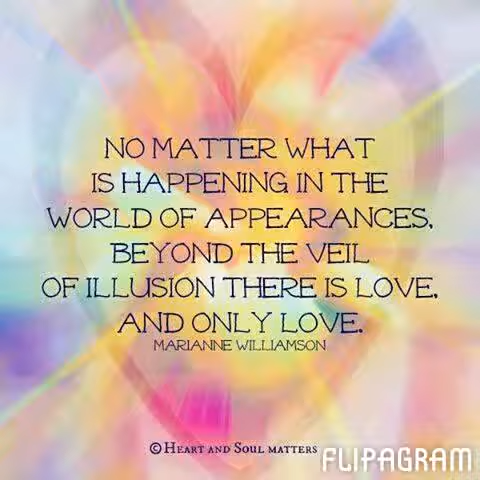 NO MATTER WHAT
IS HAPPENING IN THE
WORLD OF APPEARANCES,
BEYOND THE VEIL
OF ILLUSION THERE IS LOVE,
AND ONLY LOVE.
MARIANNE WILLIAMSON
© HEART AND SOUL MATTERS
FLIPAGRAM